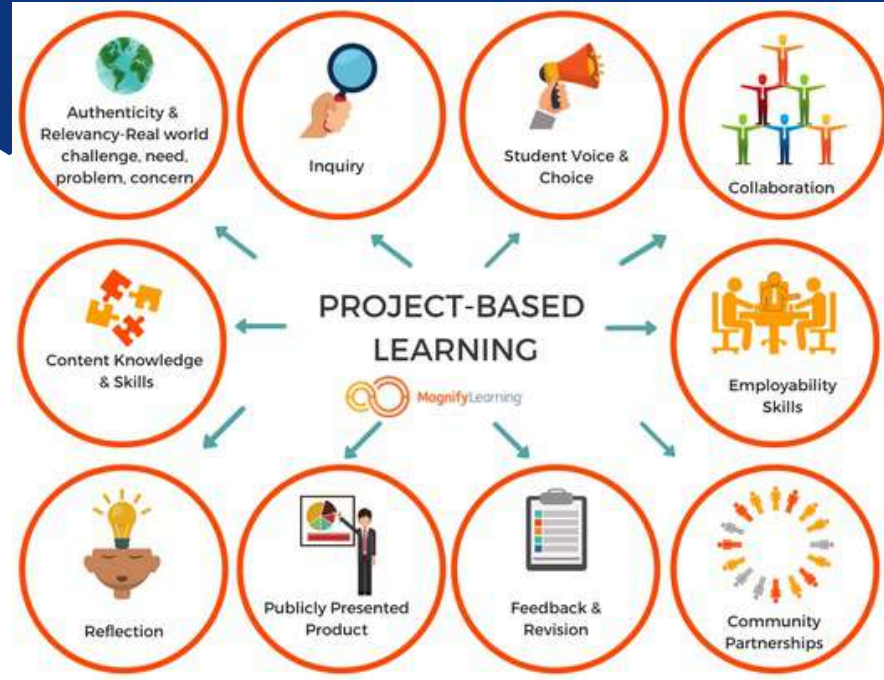 Authenticity &
Relevancy-Real world
challenge, need,
problem, concern
Inquiry
Student Voice &
Choice
Collaboration
Content Knowledge
& Skills
PROJECT-BASED
LEARNING
MagnifyLearning
Employability
Skills
Reflection
Publicly Presented
Product
Feedback &
Revision
Community
Partnerships